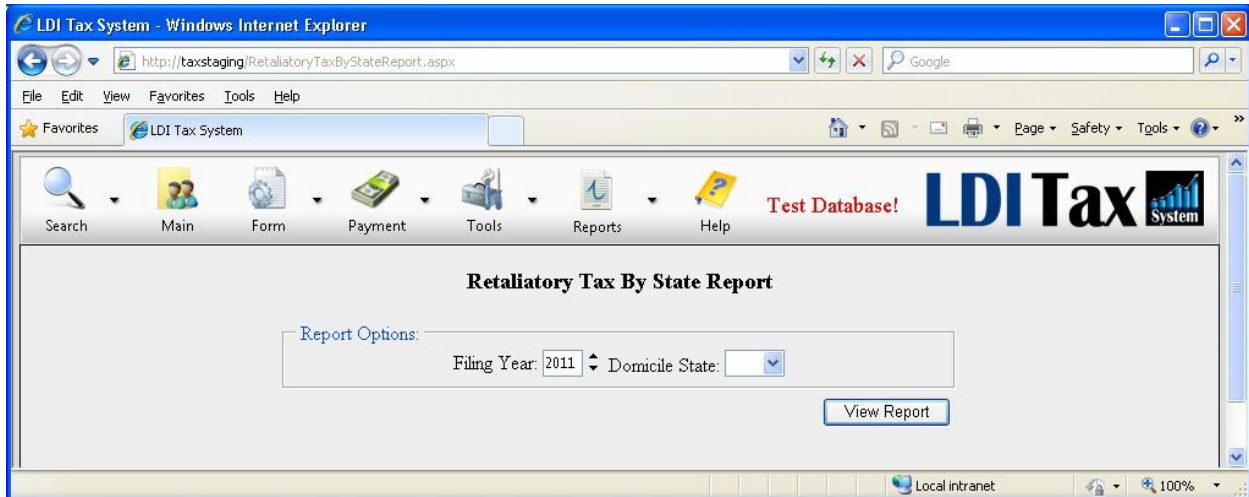 LDI Tax System - Windows Internet Explorer
http://taxstaging/RetaliatoryTaxByStateReport.aspx
Google
File Edit View Favorites Tools Help
Favorites LDI Tax System Page Safety Tools »
Search Main Form Payment Tools Reports Help Test Database! LDI Tax System
Retaliatory Tax By State Report
Report Options:
Filing Year: 2011 Domicile State:
View Report
Local intranet 100%